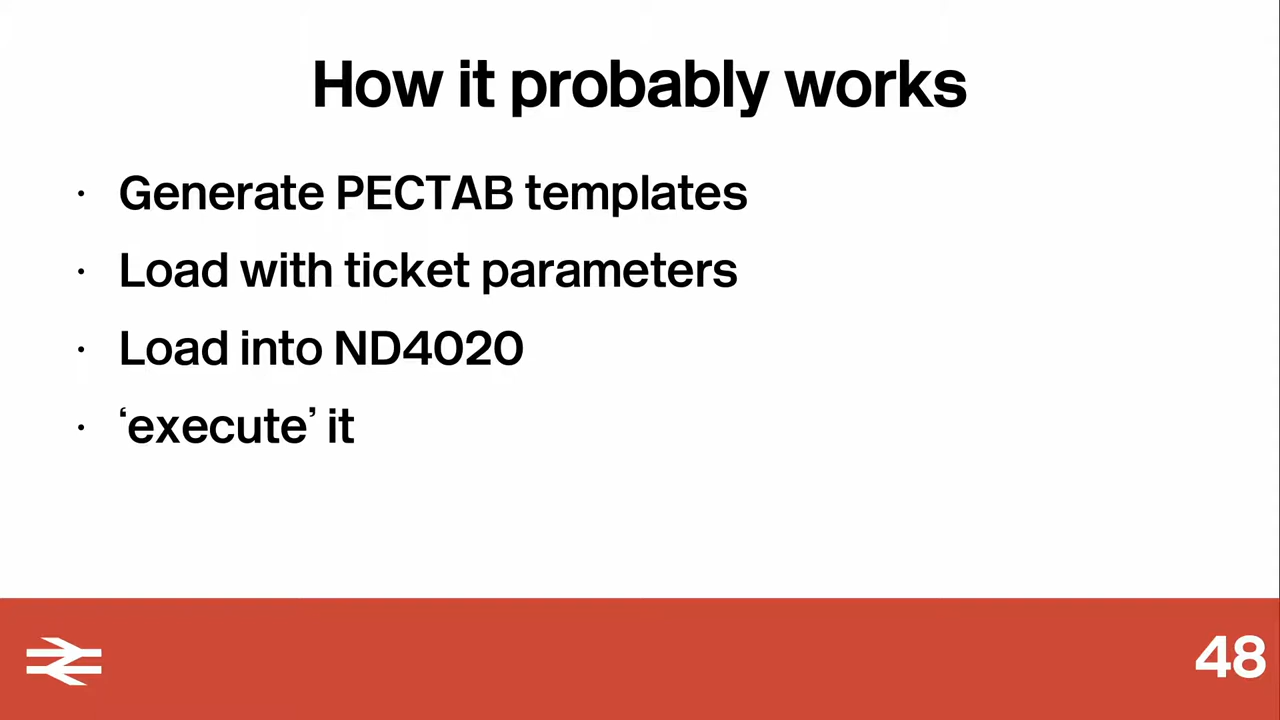 How it probably works
· Generate PECTAB templates
· Load with ticket parameters
· Load into ND4020
· ‘execute’ it
48